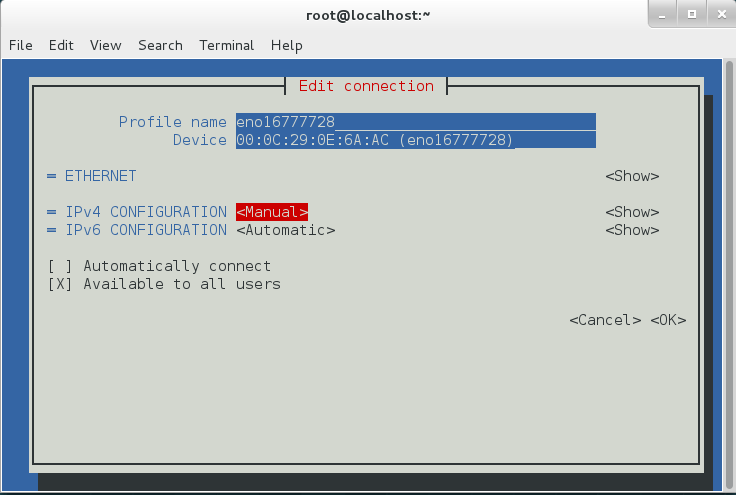 root@localhost:~
File Edit View Search Terminal Help
Edit connection
Profile name eno16777728
Device 00:0C:29:0E:6A:AC (eno16777728)
= ETHERNET <Show>
= IPv4 CONFIGURATION <Manual> <Show>
= IPv6 CONFIGURATION <Automatic> <Show>
[ ] Automatically connect
[X] Available to all users
<Cancel> <OK>